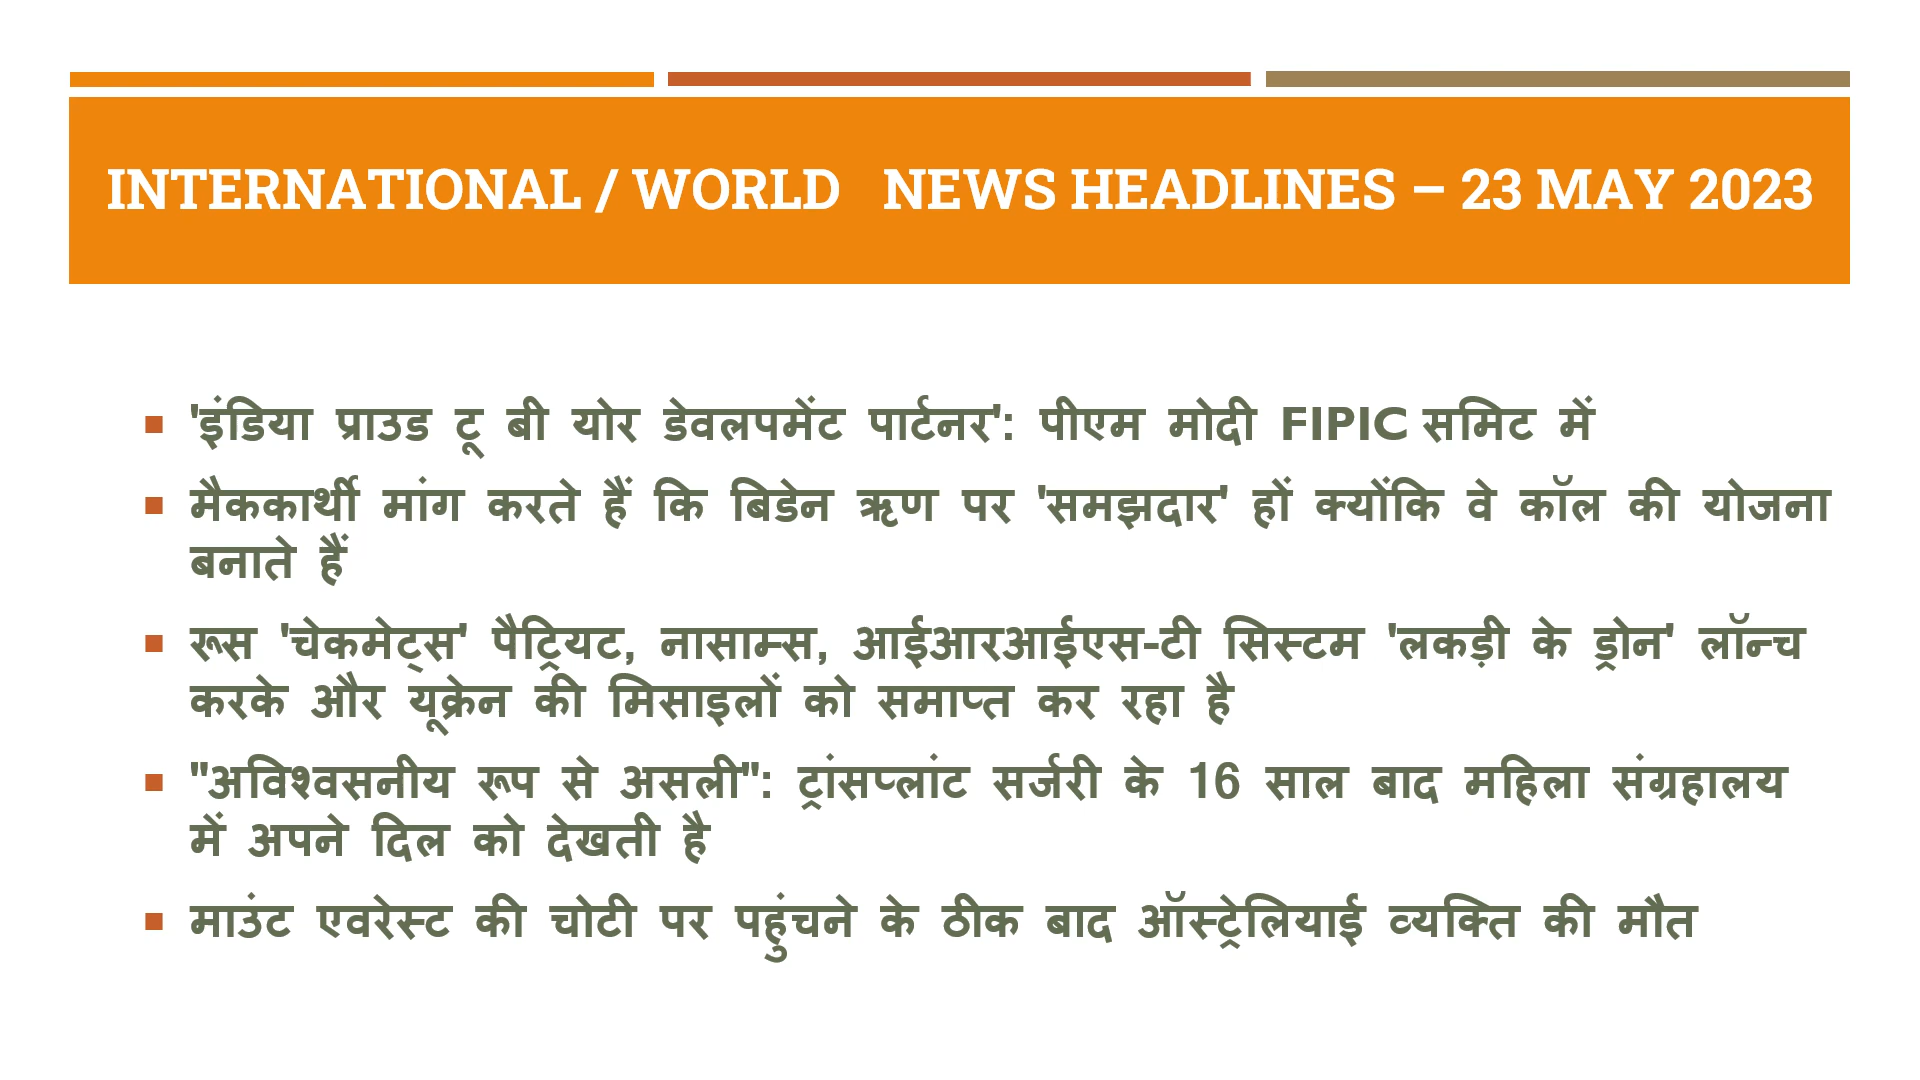 INTERNATIONAL / WORLD NEWS HEADLINES – 23 MAY 2023
'इंडिया प्राउड टू बी योर डेवलपमेंट पार्टनर': पीएम मोदी FIPIC समिट में
मैककार्थी मांग करते हैं कि बिडेन ऋण पर 'समझदार' हों क्योंकि वे कॉल की योजना
बनाते हैं
रूस 'चेकमेट्स' पैट्रियट, नासाम्स, आईआरआईएस-टी सिस्टम 'लकड़ी के ड्रोन' लॉन्च
करके और यूक्रेन की मिसाइलों को समाप्त कर रहा है
"अविश्वसनीय रूप से असली": ट्रांसप्लांट सर्जरी के 16 साल बाद महिला संग्रहालय
में अपने दिल को देखती है
माउंट एवरेस्ट की चोटी पर पहुंचने के ठीक बाद ऑस्ट्रेलियाई व्यक्ति की मौत